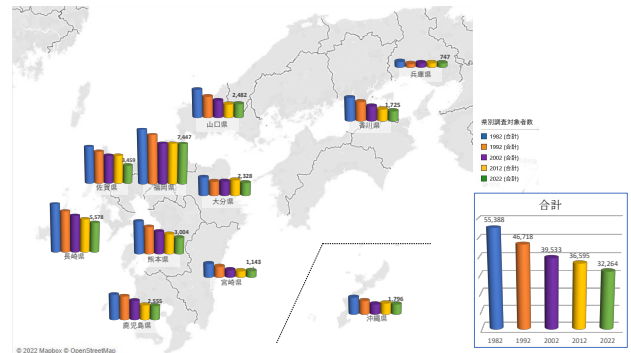 747
兵庫県
2,482
山口県
1,725
香川県
県別調査対象者数
1982 (合計)
1992 (合計)
2002 (合計)
2012 (合計)
2022 (合計)
3,459
佐賀県
7,447
福岡県
2,328
大分県
合計
55,388
46,718
39,533
36,595
32,264
1982
1992
2002
2012
2022
5,578
長崎県
3,004
熊本県
1,143
宮崎県
2,555
鹿児島県
1,796
沖縄県
© 2022 Mapbox © OpenStreetMap